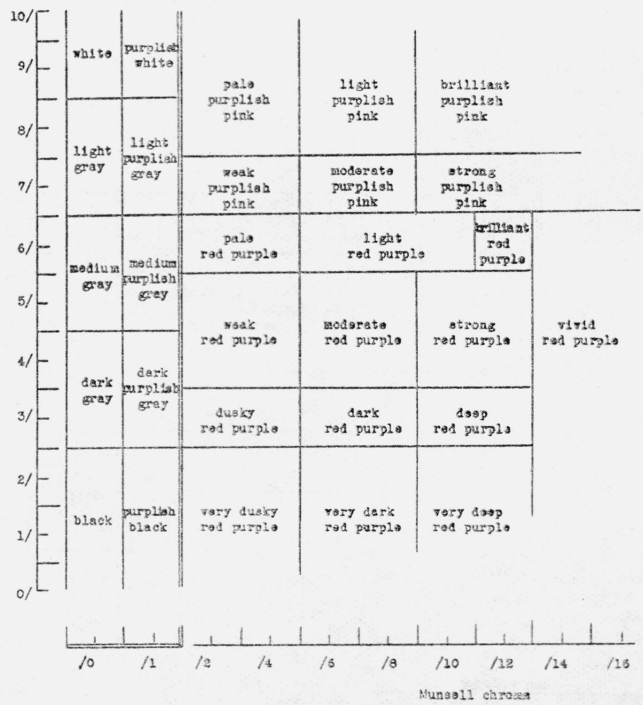 10/
9/
8/
7/
6/
5/
4/
3/
2/
1/
0/
white
purplish
white
pale
purplish
pink
light
purplish
pink
brilliant
purplish
pink
light
gray
light
purplish
gray
weak
purplish
pink
moderate
purplish
pink
strong
purplish
pink
medium
gray
medium
purplish
gray
pale
red purple
light
red purple
brilliant
red
purple
weak
red purple
moderate
red purple
strong
red purple
vivid
red purple
dark
gray
dark
purplish
gray
dusky
red purple
dark
red purple
deep
red purple
black
purplish
black
very dusky
red purple
very dark
red purple
very deep
red purple
/0 /1 /2 /4 /6 /8 /10 /12 /14 /16
Munsell chroma